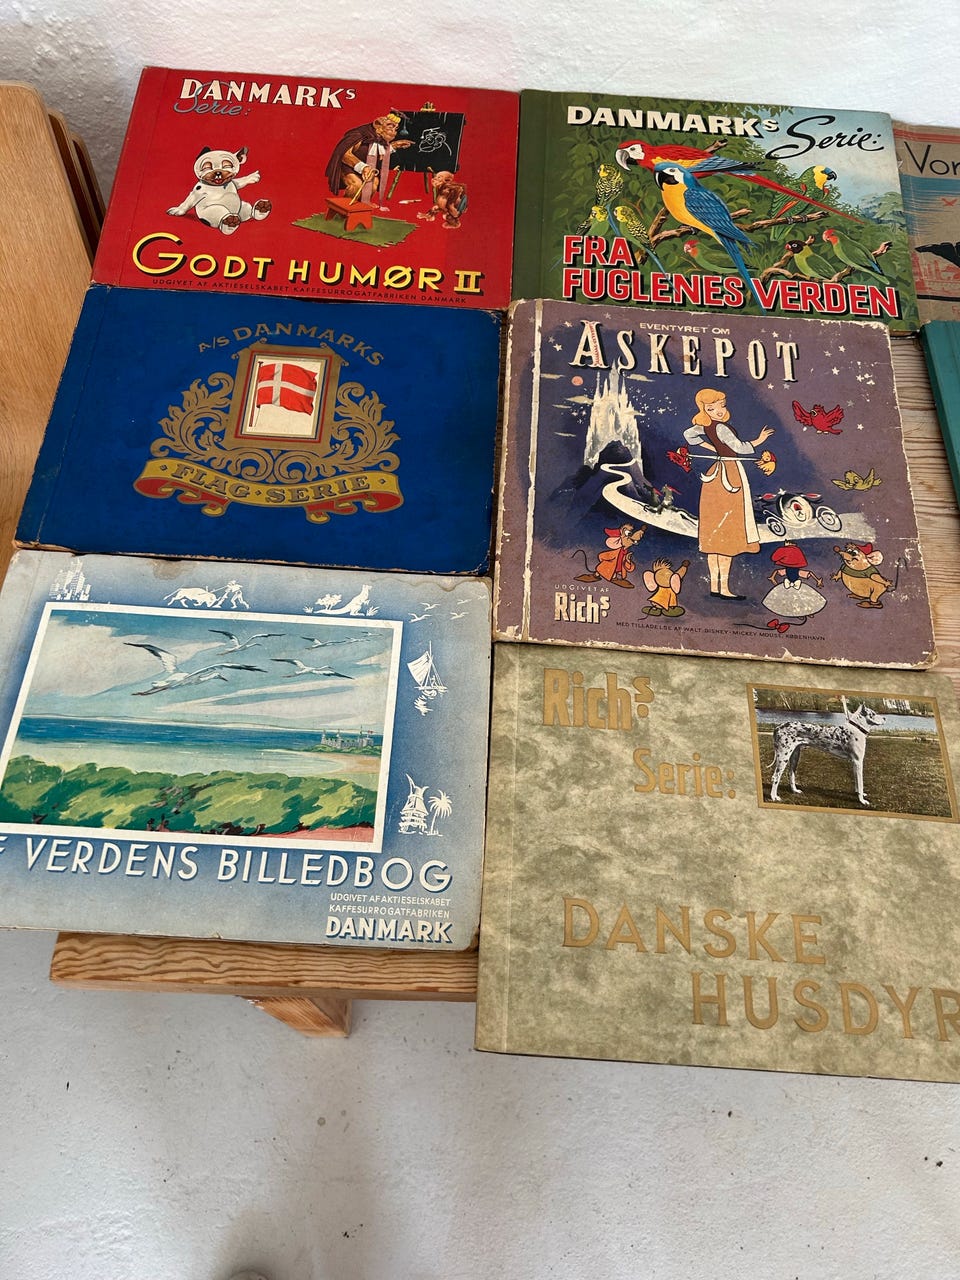 DANMARKs
Serie:
GODT HUMØR II
UDGIVET AF AKTIESELSKABET KAFFESURROGATFABRIKEN DANMARK
DANMARKs Serie:
FRA
FUGLENES VERDEN
Vor
A/S DANMARKS
FLAG·SERIE
EVENTYRET OM
ASKEPOT
UDGIVET AF
Richs
MED TILLADELSE AF WALT DISNEY - MICKEY MOUSE, KØBENHAVN
VERDENS BILLEDBOG
UDGIVET AF AKTIESELSKABET
KAFFESURROGATFABRIKEN
DANMARK
Richs
Serie:
DANSKE
HUSDYR